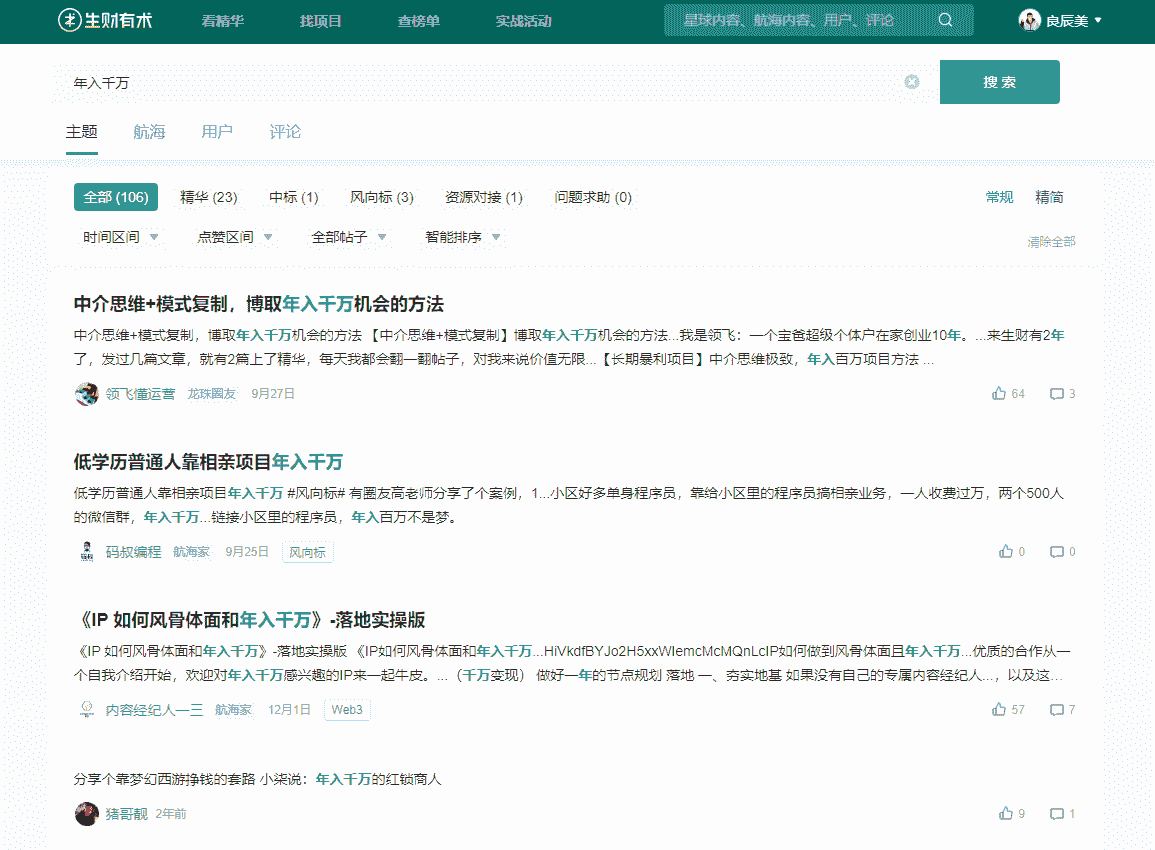 生财有术 看精华 找项目 查榜单 实战活动 星球内容、航海内容、用户、评论 良辰美
年入千万 搜 索
主题 航海 用户 评论
全部 (106) 精华 (23) 中标 (1) 风向标 (3) 资源对接 (1) 问题求助 (0) 常规 精简
时间区间 点赞区间 全部帖子 智能排序 清除全部
中介思维+模式复制，博取年入千万机会的方法
中介思维+模式复制，博取年入千万机会的方法 【中介思维+模式复制】博取年入千万机会的方法...我是领飞：一个宝爸超级个体户在家创业10年。...来生财有2年
了，发过几篇文章，就有2篇上了精华，每天我都会翻一翻帖子，对我来说价值无限...【长期暴利项目】中介思维极致，年入百万项目方法 ...
领飞懂运营 龙珠圈友 9月27日 64 3
低学历普通人靠相亲项目年入千万
低学历普通人靠相亲项目年入千万 #风向标# 有圈友高老师分享了个案例，1...小区好多单身程序员，靠给小区里的程序员搞相亲业务，一人收费过万，两个500人
的微信群，年入千万...链接小区里的程序员，年入百万不是梦。
码叔编程 航海家 9月25日 风向标 0 0
《IP 如何风骨体面和年入千万》-落地实操版
《IP 如何风骨体面和年入千万》-落地实操版 《IP如何风骨体面和年入千万...HiVkdfBYJo2H5xxWIemcMcMQnLcIP如何做到风骨体面且年入千万...优质的合作从一
个自我介绍开始，欢迎对年入千万感兴趣的IP来一起牛皮。...（千万变现） 做好一年的节点规划 落地 一、夯实地基 如果没有自己的专属内容经纪人...，以及这...
内容经纪人一三 航海家 12月1日 Web3 57 7
分享个靠梦幻西游挣钱的套路 小柒说：年入千万的红锁商人
猪哥靓 2年前 9 1